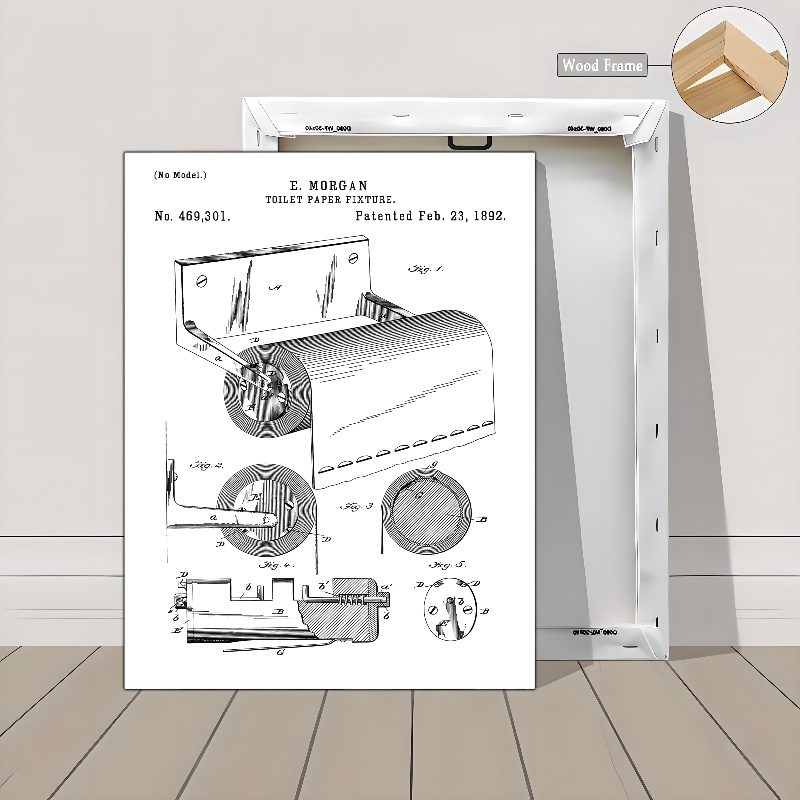 Wood Frame
(No Model.)
E. MORGAN
TOILET PAPER FIXTURE.
No. 469,301.
Patented Feb. 23, 1892.
Fig. 1.
A
D
a
Fig. 2.
a
D
D
Fig. 3
g
G
B
Fig. 4.
Fig. 5.
D
b
b'
a'
D
D
b
B
B
b
b
E'
G